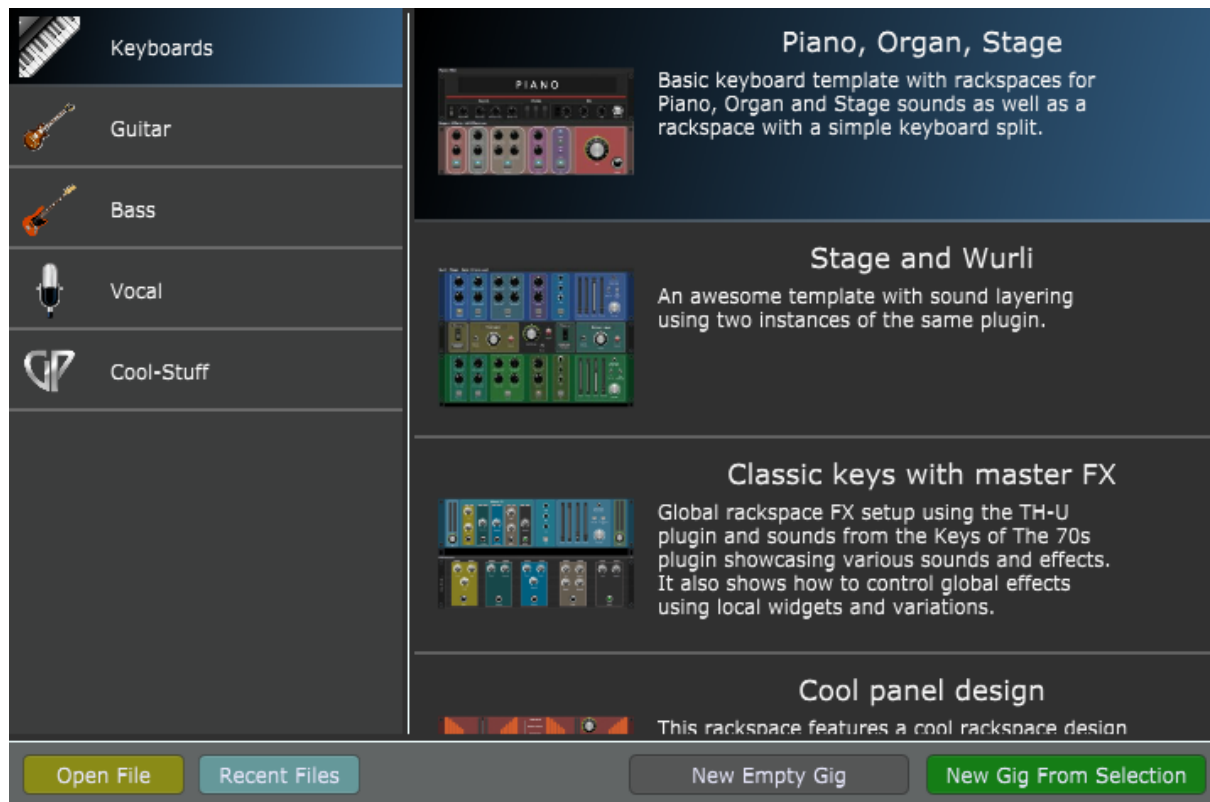 Keyboards
Guitar
Bass
Vocal
Cool-Stuff
PIANO
Piano, Organ, Stage
Basic keyboard template with rackspaces for
Piano, Organ and Stage sounds as well as a
rackspace with a simple keyboard split.
Stage and Wurli
An awesome template with sound layering
using two instances of the same plugin.
Classic keys with master FX
Global rackspace FX setup using the TH-U
plugin and sounds from the Keys of The 70s
plugin showcasing various sounds and effects.
It also shows how to control global effects
using local widgets and variations.
Cool panel design
This rackspace features a cool rackspace design
Open File
Recent Files
New Empty Gig
New Gig From Selection